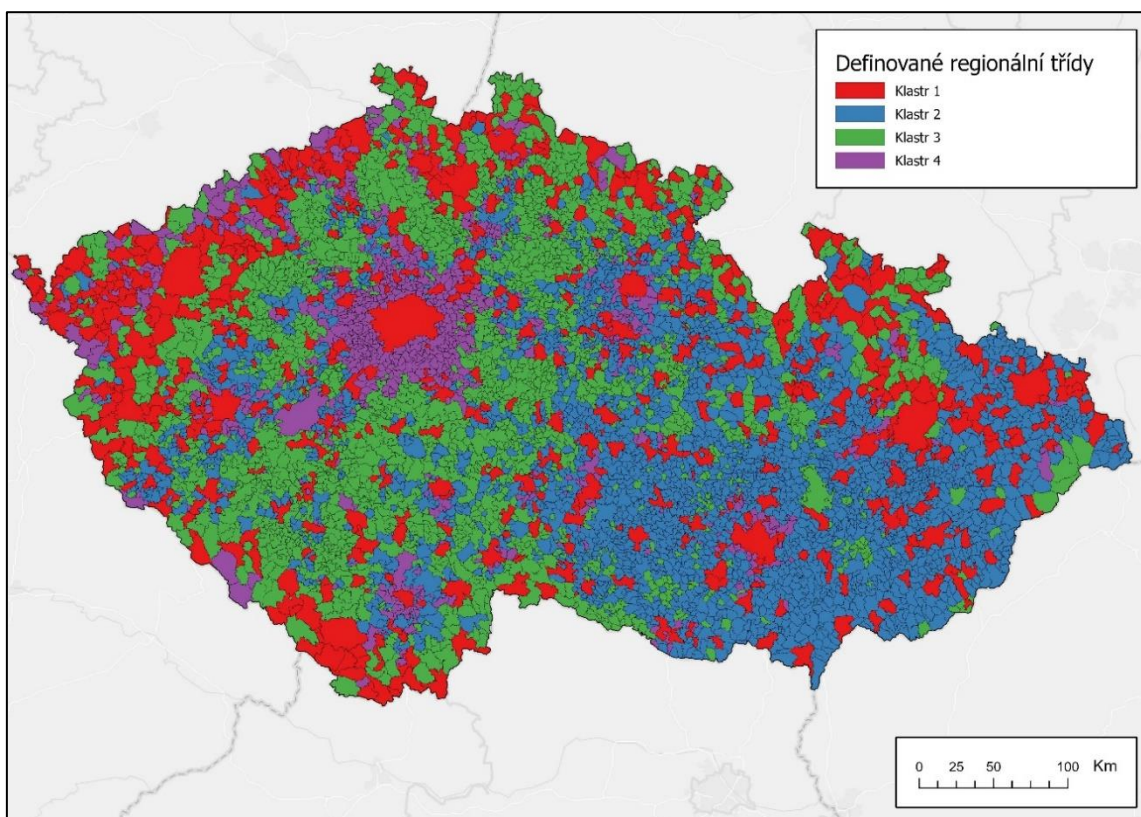 Definované regionální třídy
Klastr 1
Klastr 2
Klastr 3
Klastr 4
0 25 50 100 Km